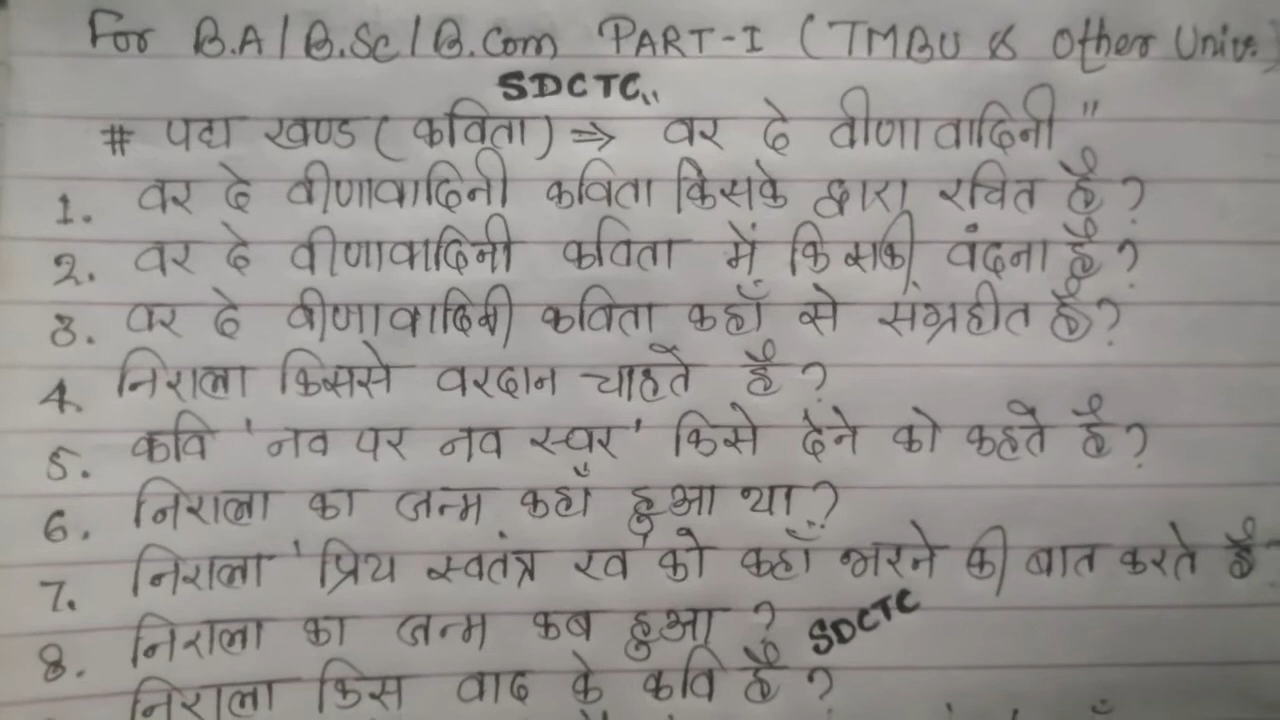 For B.A/B.Sc/B.Com PART-I (TMBU & Other Univ.)
SDCTC
# पद्य खण्ड (कविता) ⇒ "वर दे वीणा वादिनी"
1. वर दे वीणावादिनी कविता किसके द्वारा रचित है?
2. वर दे वीणावादिनी कविता में किसकी वंदना है?
3. वर दे वीणावादिनी कविता कहाँ से संग्रहीत है?
4. निराला किससे वरदान चाहते है?
5. कवि 'नव पर नव स्वर' किसे देने को कहते है?
6. निराला का जन्म कहाँ हुआ था?
7. निराला 'प्रिय स्वतंत्र रव को कहाँ भरने की बात करते है
8. निराला का जन्म कब हुआ? SDCTC
निराला किस वाद के कवि है?